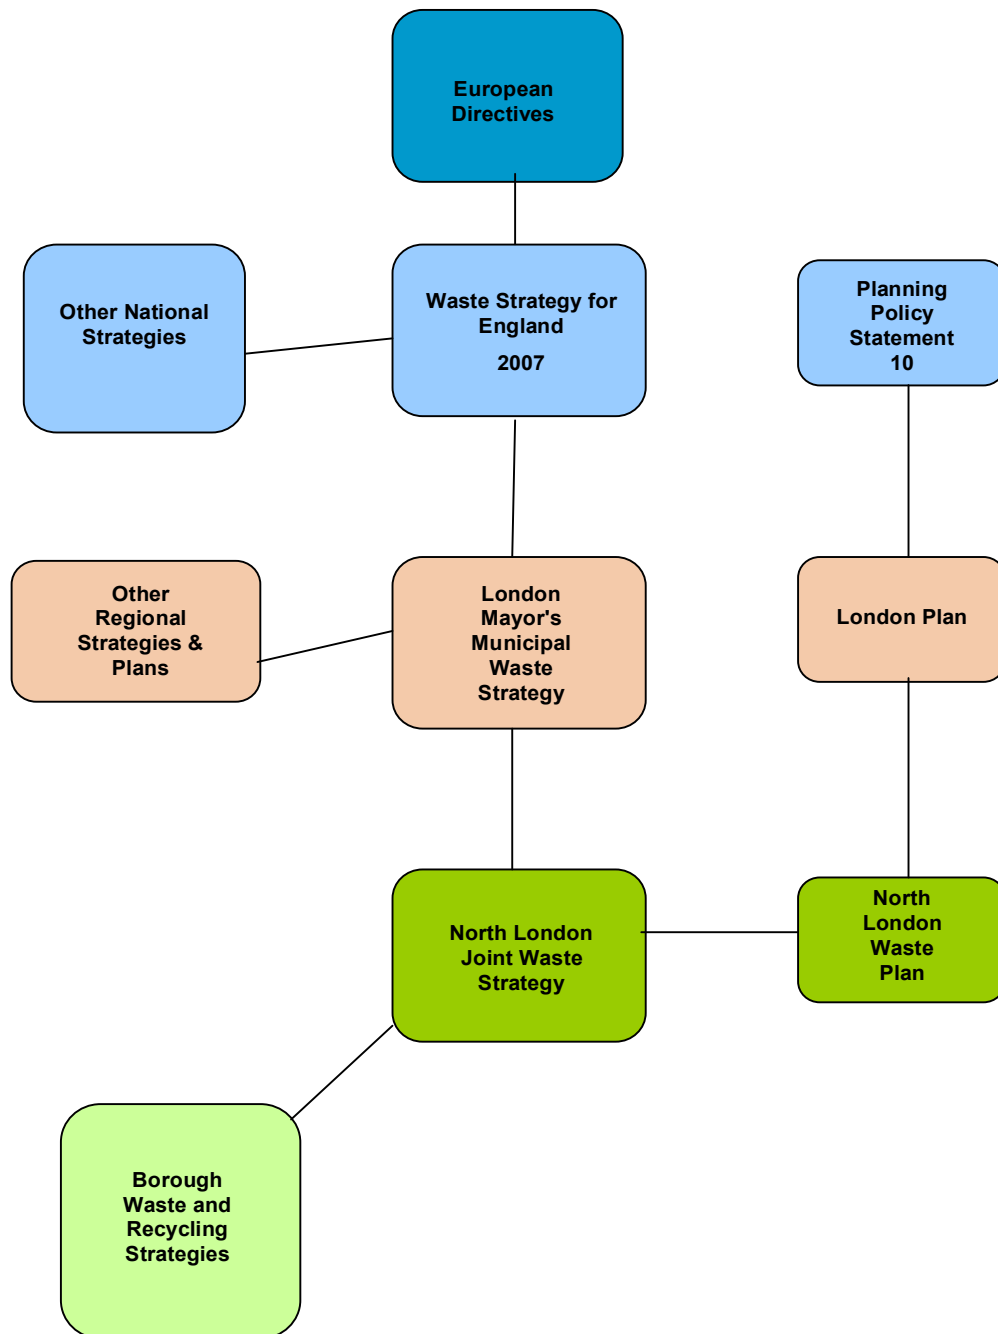 European
Directives
Other National
Strategies
Waste Strategy for
England
2007
Planning
Policy
Statement
10
Other
Regional
Strategies &
Plans
London
Mayor's
Municipal
Waste
Strategy
London Plan
North London
Joint Waste
Strategy
North
London
Waste
Plan
Borough
Waste and
Recycling
Strategies